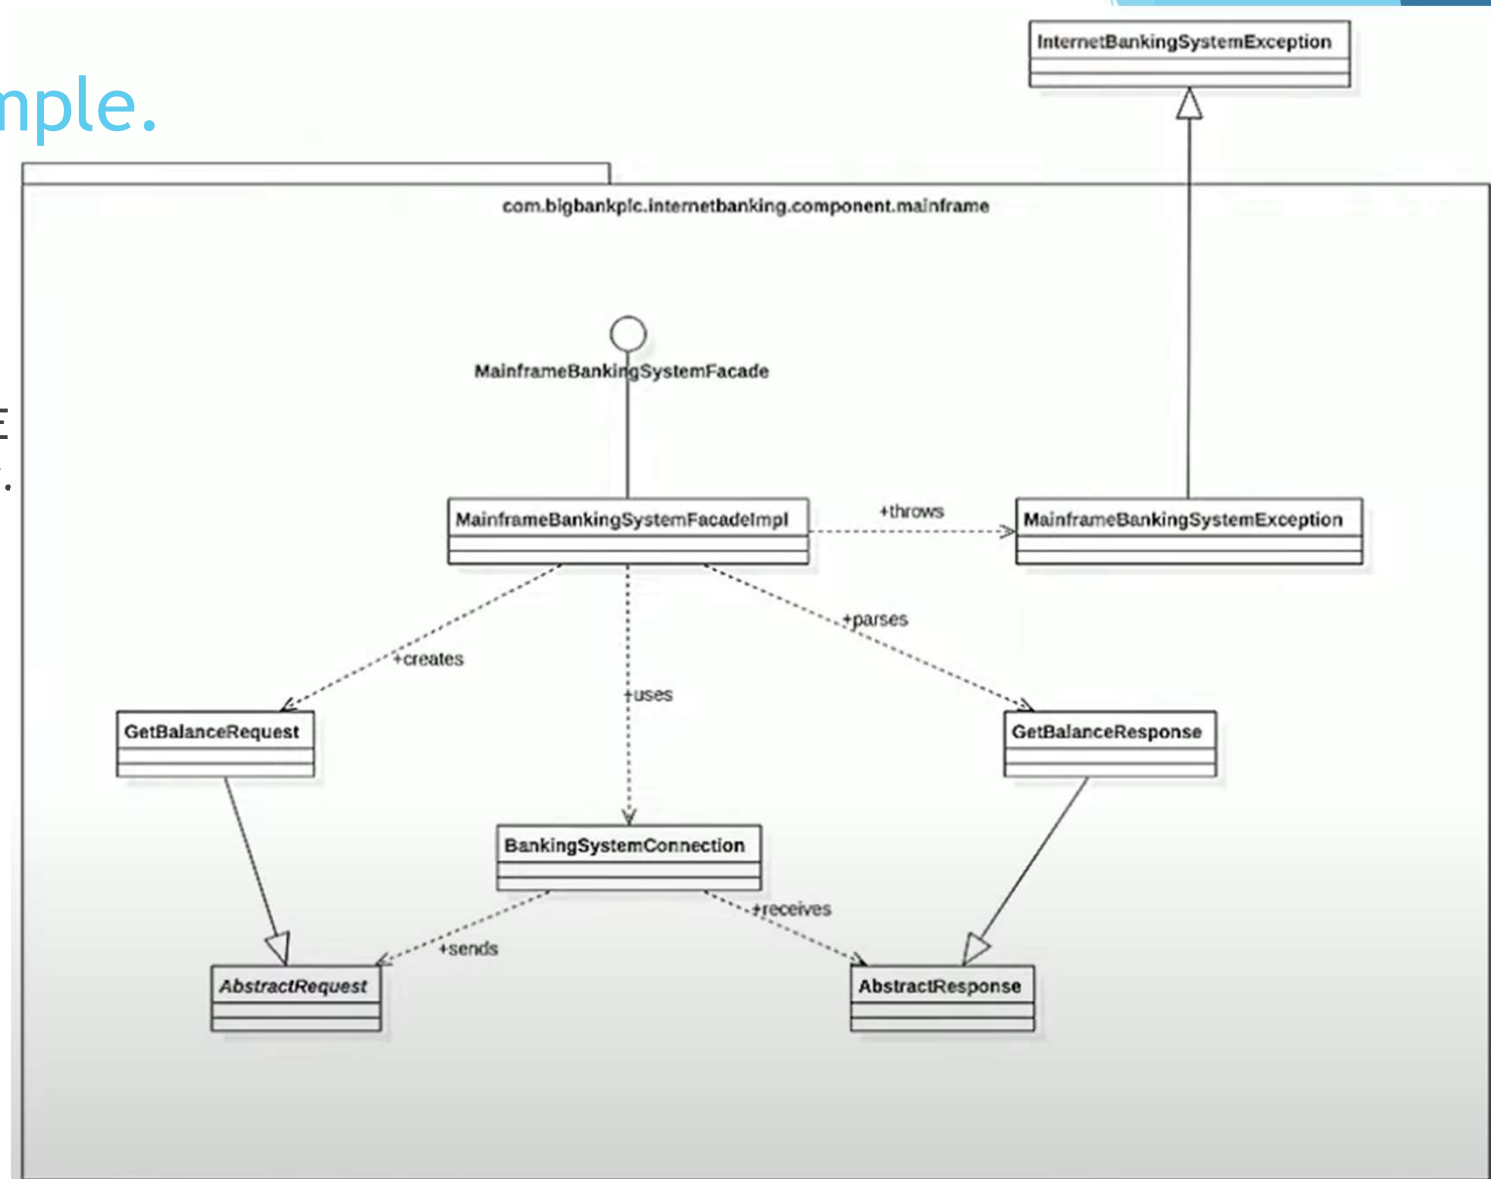 InternetBankingSystemException
mple.
com.bigbankplc.internetbanking.component.mainframe
MainframeBankingSystemFacade
E
.
MainframeBankingSystemFacadeImpl
+throws
MainframeBankingSystemException
+parses
+creates
+uses
GetBalanceRequest
GetBalanceResponse
BankingSystemConnection
+receives
+sends
AbstractRequest
AbstractResponse